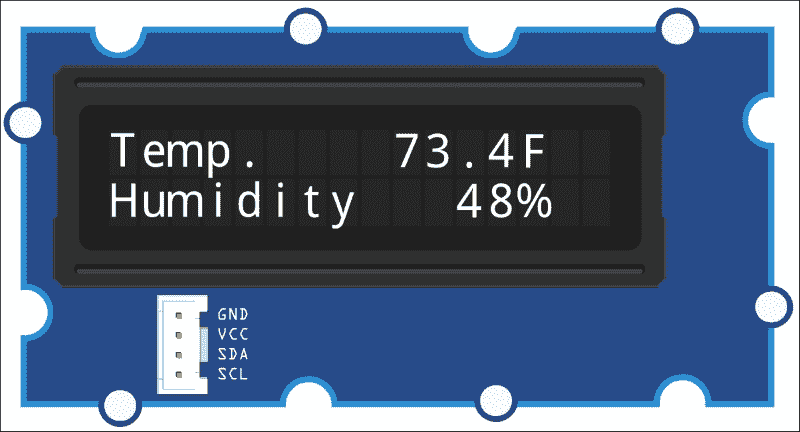 Temp. 73.4F
Humidity 48%
GND
VCC
SDA
SCL